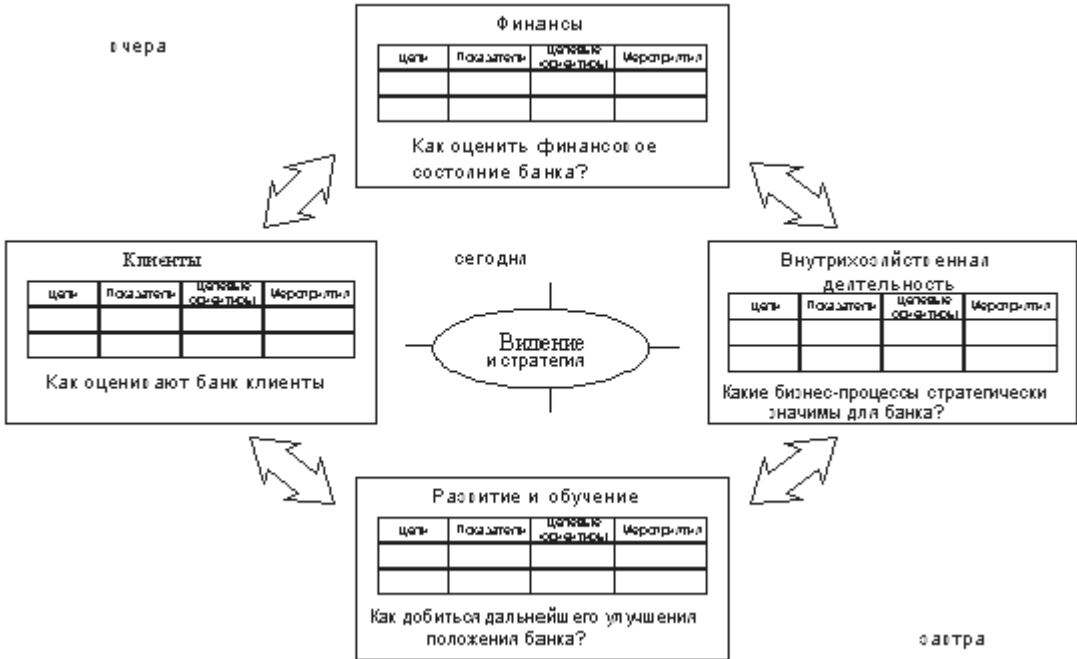 Финансы
вчера
Цели Показатели Целевые ориентиры Мероприятия
Как оценить финансовое
состояние банка?
Клиенты
Цели Показатели Целевые ориентиры Мероприятия
Как оценивают банк клиенты
сегодня
Видение
и стратегия
Внутрихозяйственная
деятельность
Цели Показатели Целевые ориентиры Мероприятия
Какие бизнес-процессы стратегически
значимы для банка?
Развитие и обучение
Цели Показатели Целевые ориентиры Мероприятия
Как добиться дальнейшего улучшения
положения банка?
завтра